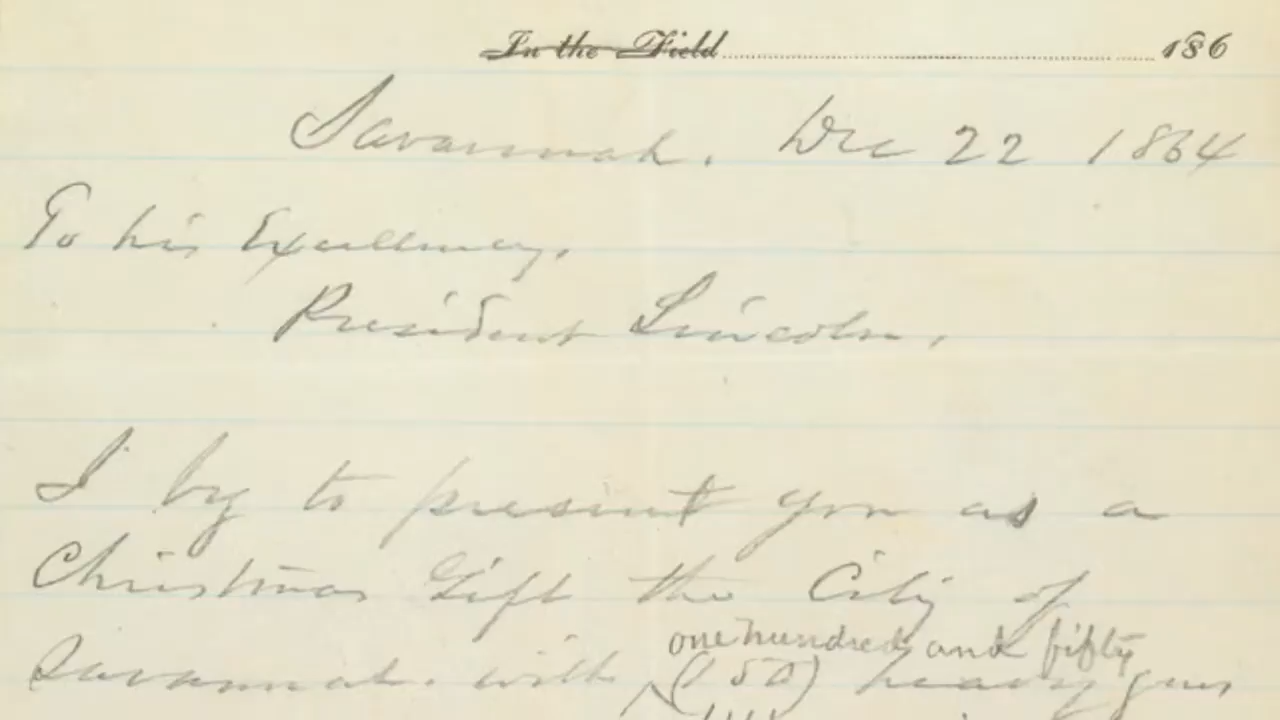 In the Field 186
Savannah. Dec 22 1864
To his Excellency,
President Lincoln,
I beg to present you as a
Christmas Gift the City of
one hundred and fifty
Savannah. with (150) heavy guns